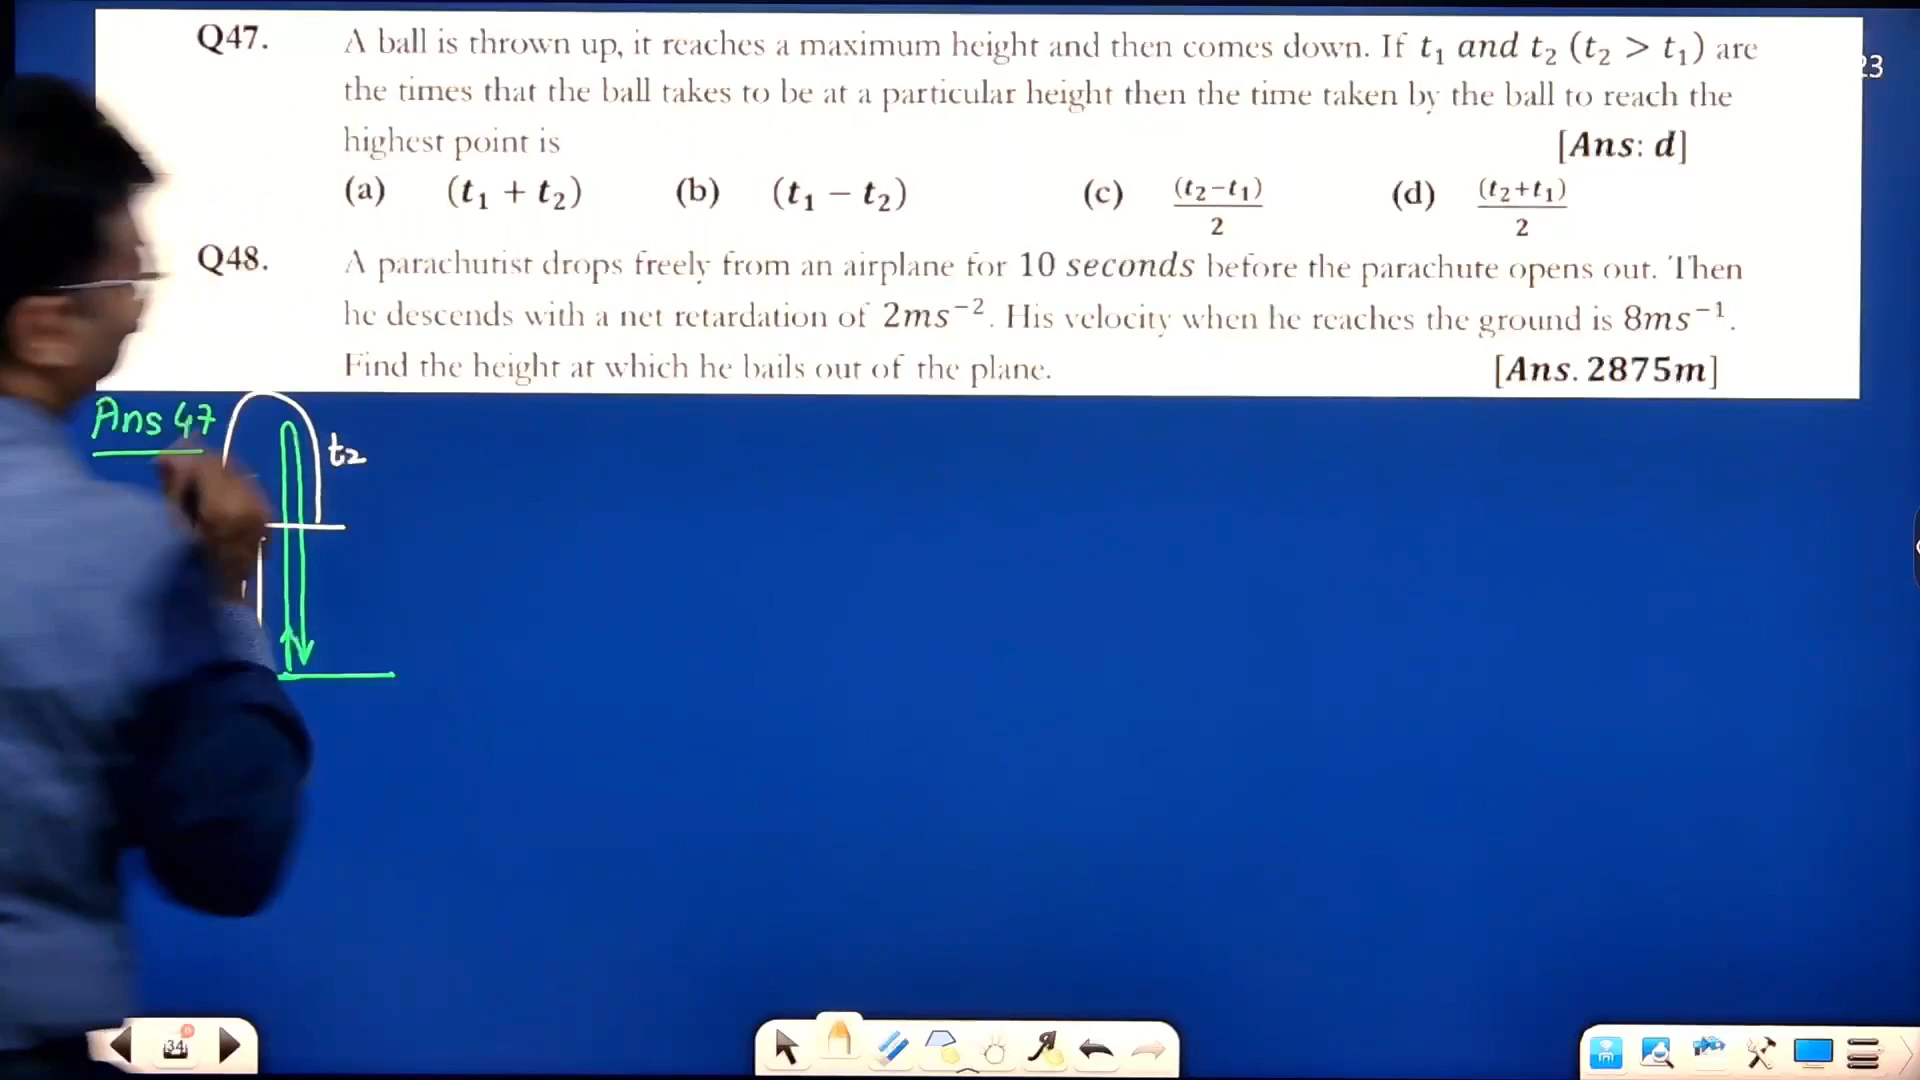 23
Q47. A ball is thrown up, it reaches a maximum height and then comes down. If t₁ and t₂ (t₂ > t₁) are
the times that the ball takes to be at a particular height then the time taken by the ball to reach the
highest point is [Ans: d]
(a) (t₁ + t₂) (b) (t₁ − t₂) (c) (t₂−t₁)/2 (d) (t₂+t₁)/2
Q48. A parachutist drops freely from an airplane for 10 seconds before the parachute opens out. Then
he descends with a net retardation of 2ms⁻². His velocity when he reaches the ground is 8ms⁻¹.
Find the height at which he bails out of the plane. [Ans. 2875m]
Ans 47
t₂
34